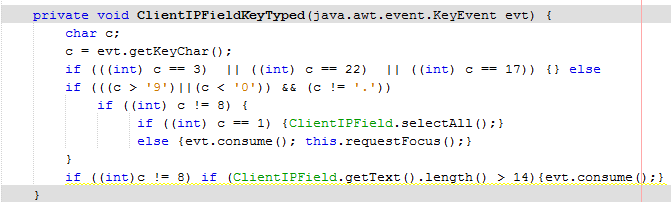 private void ClientIPFieldKeyTyped(java.awt.event.KeyEvent evt) {
char c;
c = evt.getKeyChar();
if (((int) c == 3) || ((int) c == 22) || ((int) c == 17)) {} else
if (((c > '9')||(c < '0')) && (c != '.'))
if ((int) c != 8) {
if ((int) c == 1) {ClientIPField.selectAll();}
else {evt.consume(); this.requestFocus();}
}
if ((int)c != 8) if (ClientIPField.getText().length() > 14){evt.consume();}
}